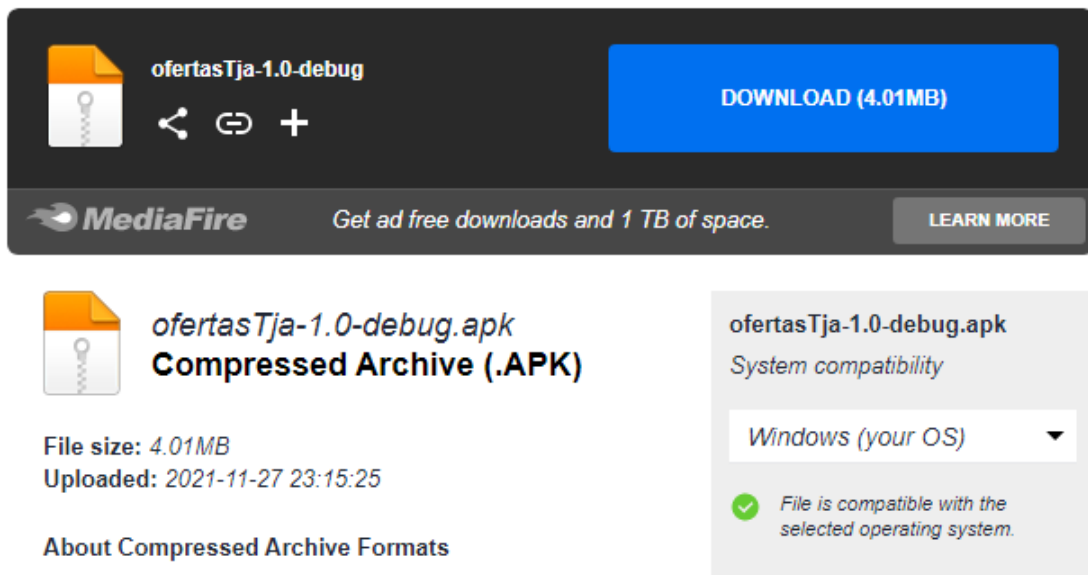 ofertasTja-1.0-debug
DOWNLOAD (4.01MB)
MediaFire
Get ad free downloads and 1 TB of space.
LEARN MORE
ofertasTja-1.0-debug.apk
Compressed Archive (.APK)
File size: 4.01MB
Uploaded: 2021-11-27 23:15:25
About Compressed Archive Formats
ofertasTja-1.0-debug.apk
System compatibility
Windows (your OS)
File is compatible with the
selected operating system.